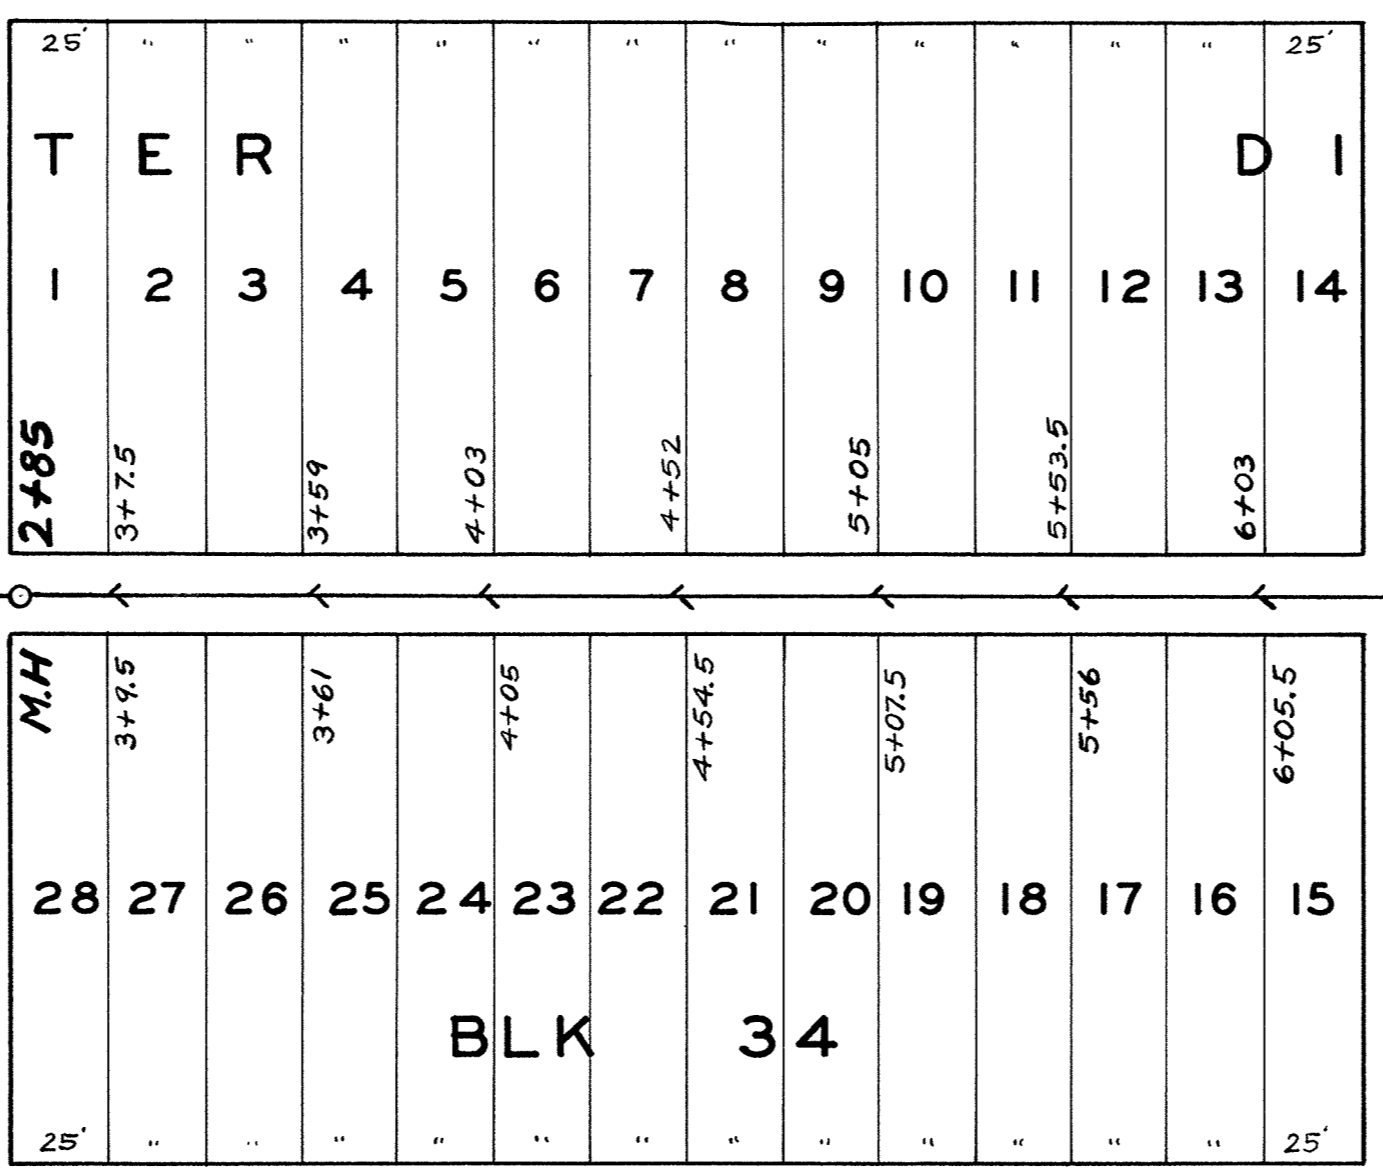 25' " " " " " " " " " " " " 25'
T E R D I
1 2 3 4 5 6 7 8 9 10 11 12 13 14
2+85 3+7.5 3+59 4+03 4+52 5+05 5+53.5 6+03
M.H 3+9.5 3+61 4+05 4+54.5 5+07.5 5+56 6+05.5
28 27 26 25 24 23 22 21 20 19 18 17 16 15
BLK 34
25' " " " " " " " " " " " " 25'